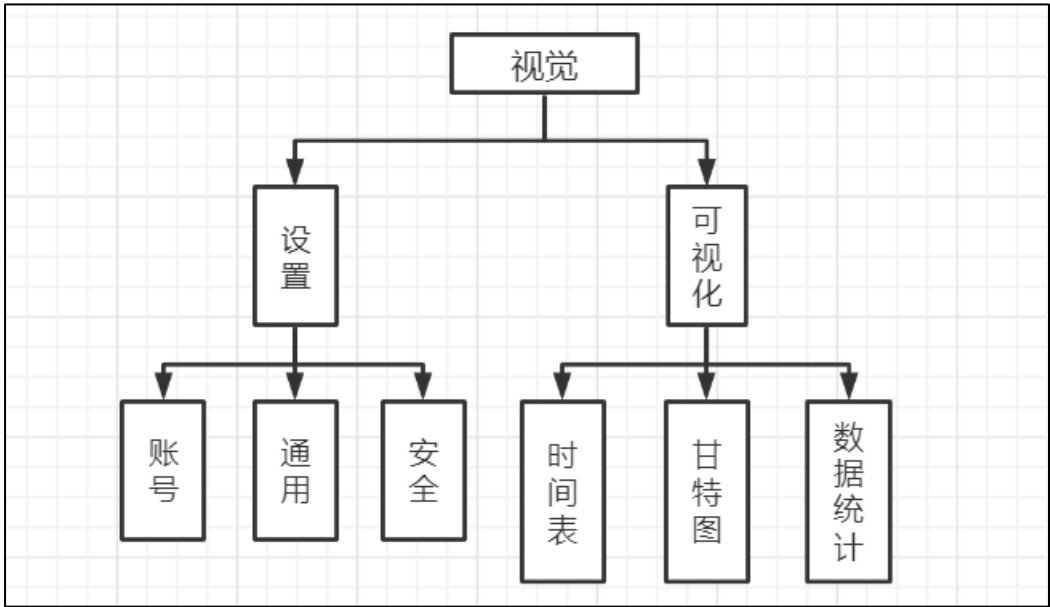 视觉
设置
可视化
账号
通用
安全
时间表
甘特图
数据统计